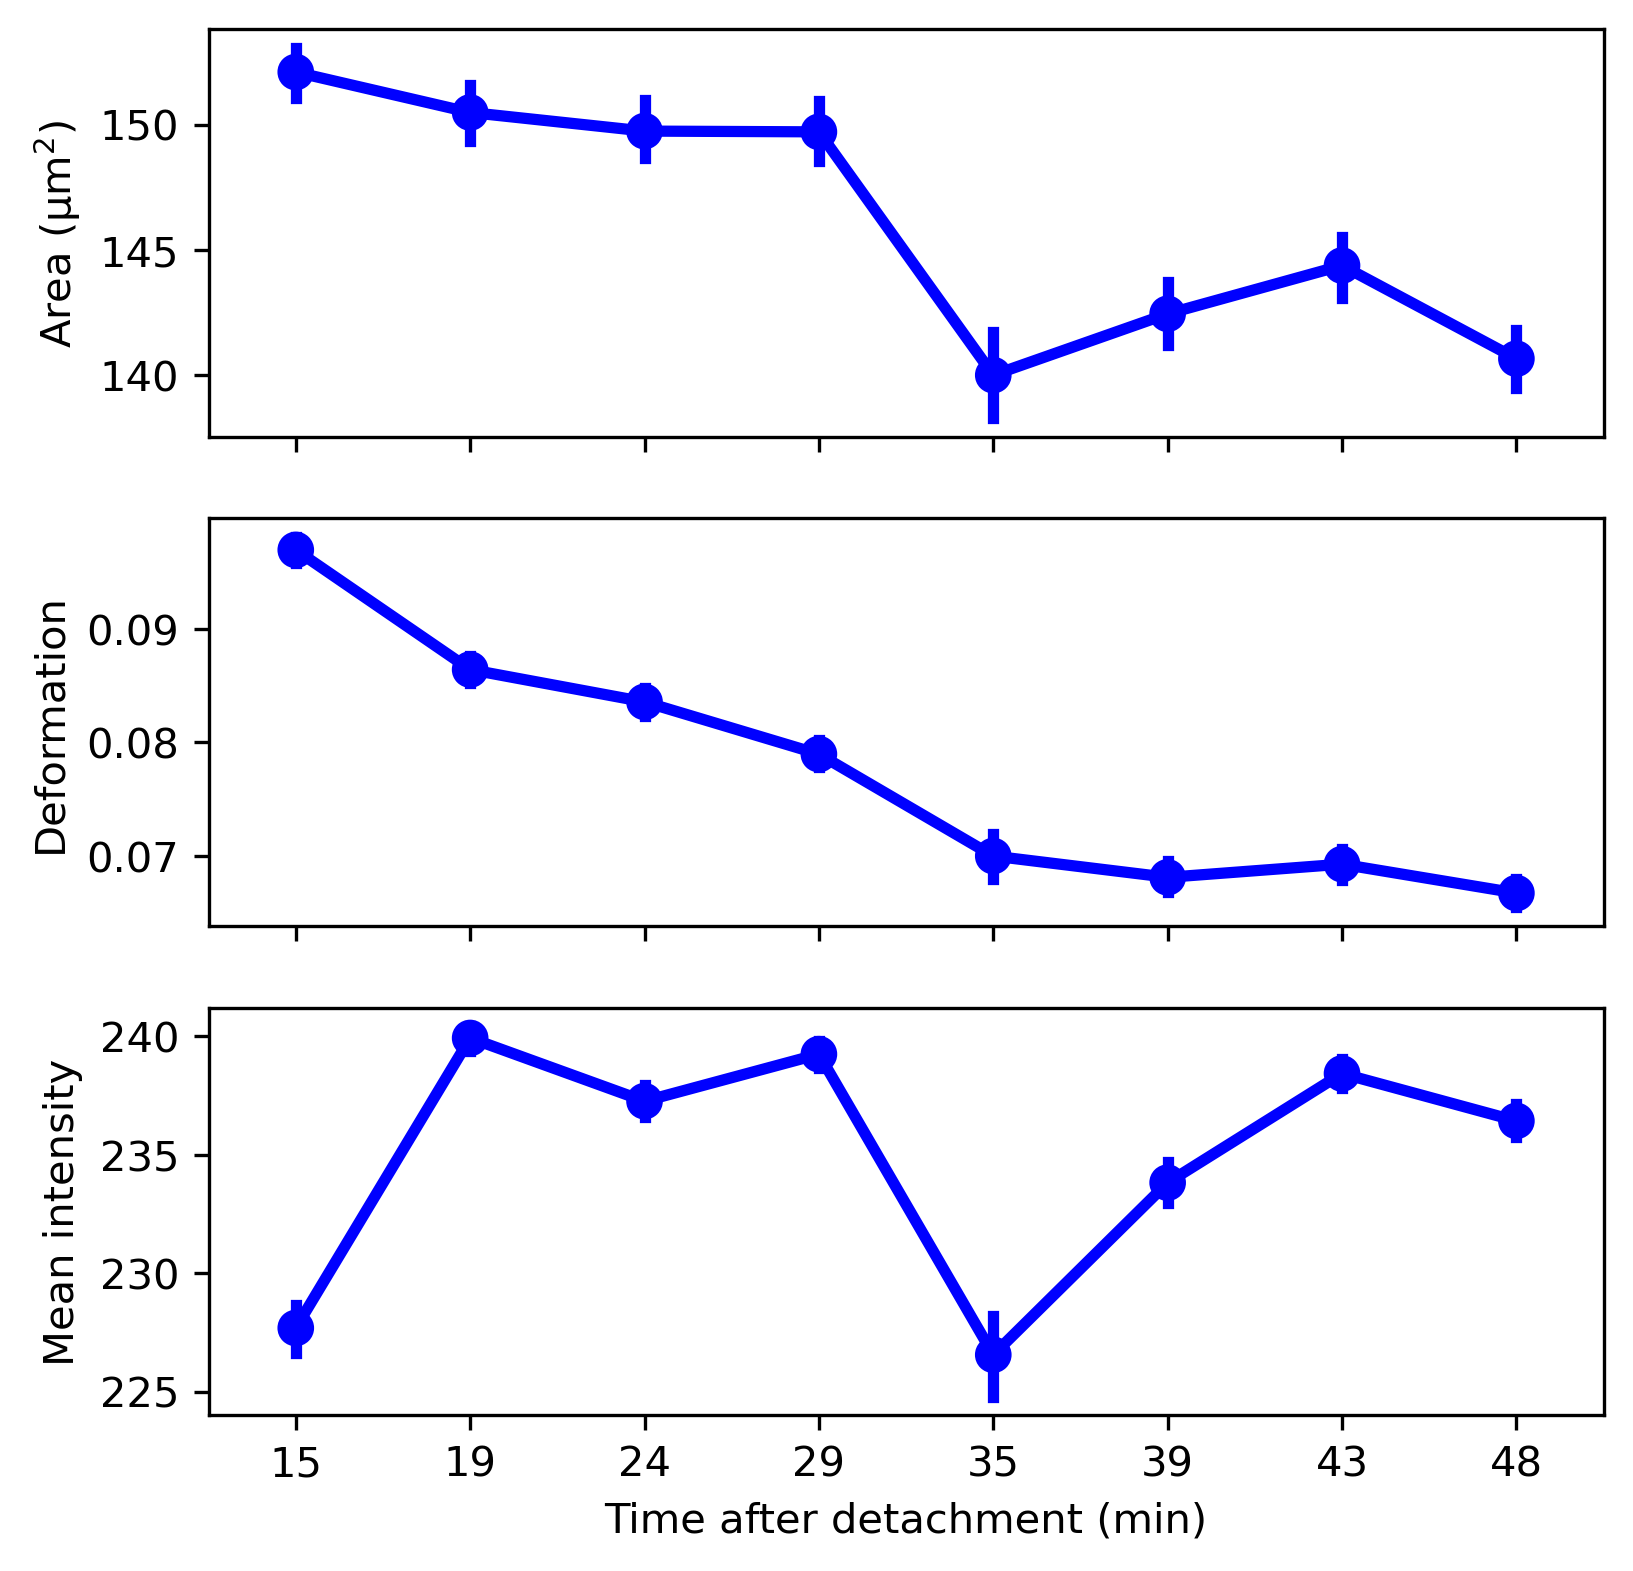 Area (μm²)
150
145
140
Deformation
0.09
0.08
0.07
Mean intensity
240
235
230
225
15 19 24 29 35 39 43 48
Time after detachment (min)